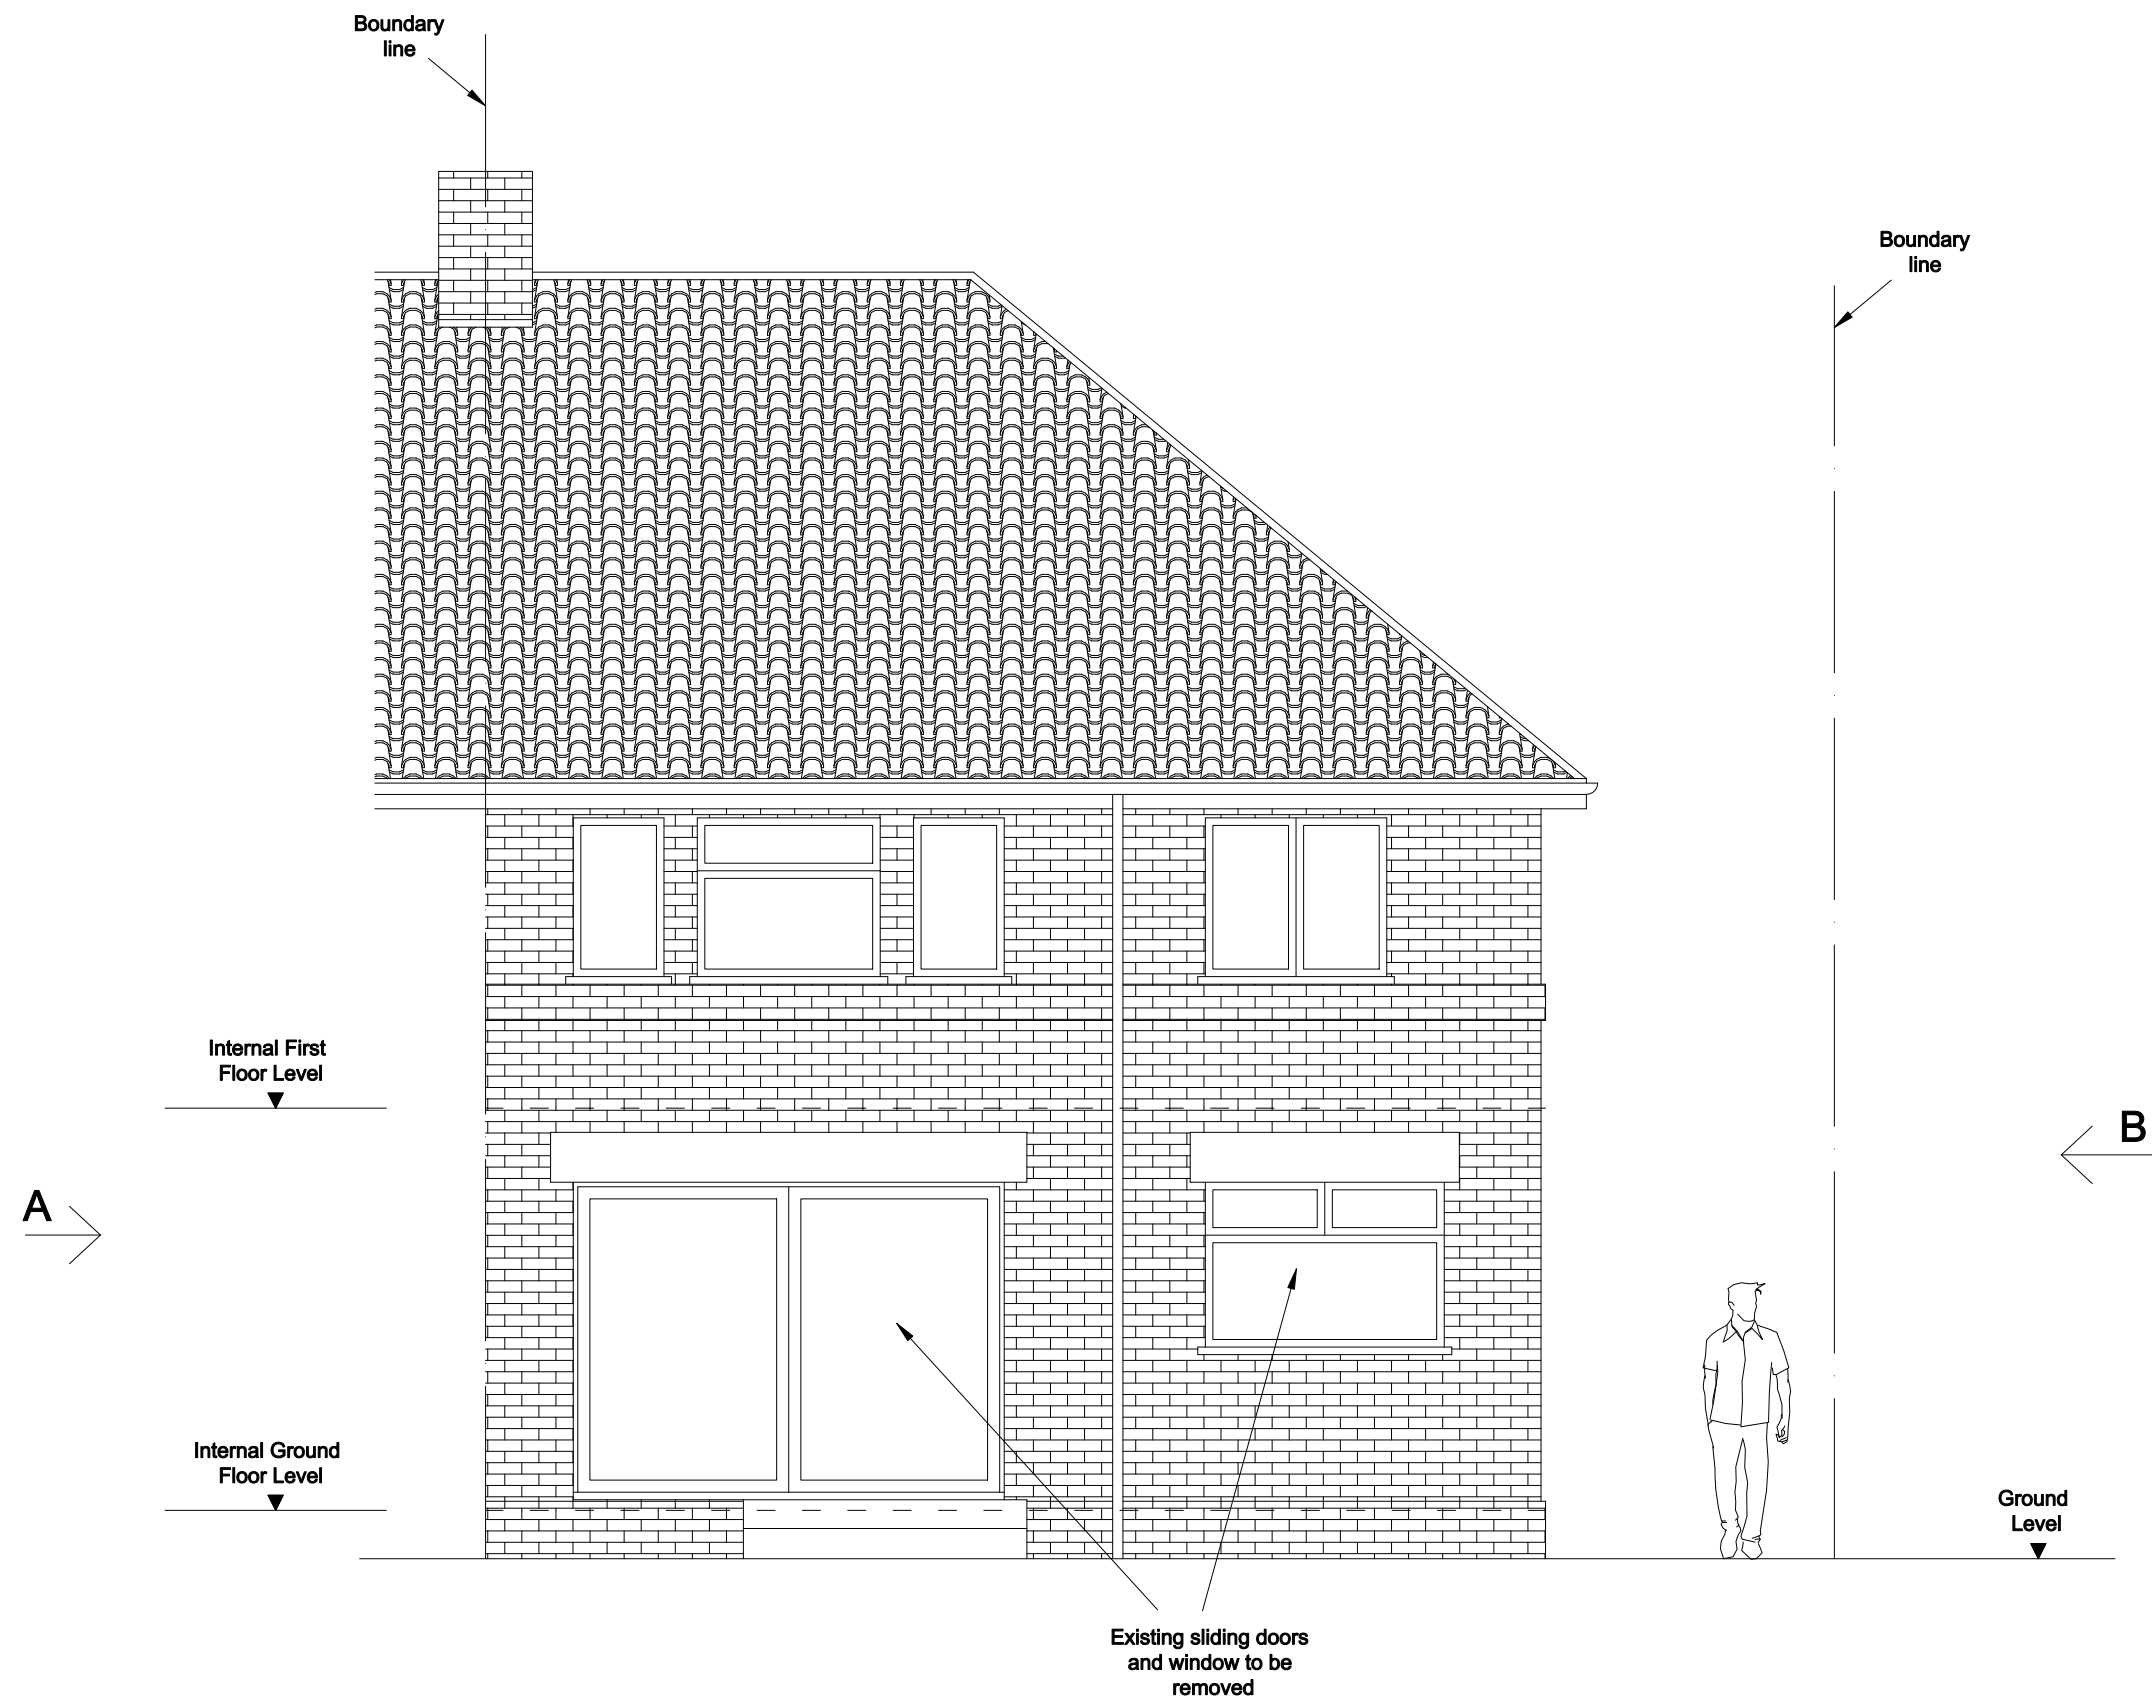 Boundary
line
Boundary
line
Internal First
Floor Level
B
A
Internal Ground
Floor Level
Ground
Level
Existing sliding doors
and window to be
removed